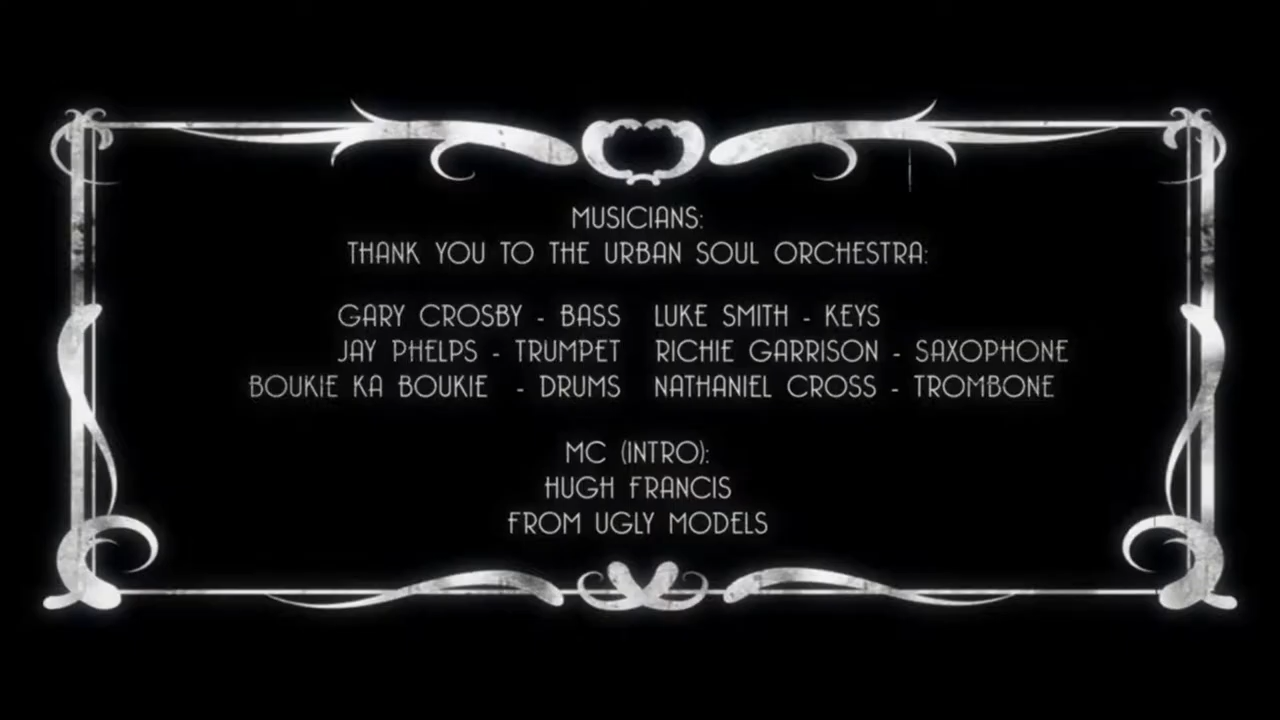 MUSICIANS:
THANK YOU TO THE URBAN SOUL ORCHESTRA:
GARY CROSBY - BASS LUKE SMITH - KEYS
JAY PHELPS - TRUMPET RICHIE GARRISON - SAXOPHONE
BOUKIE KA BOUKIE - DRUMS NATHANIEL CROSS - TROMBONE
MC (INTRO):
HUGH FRANCIS
FROM UGLY MODELS